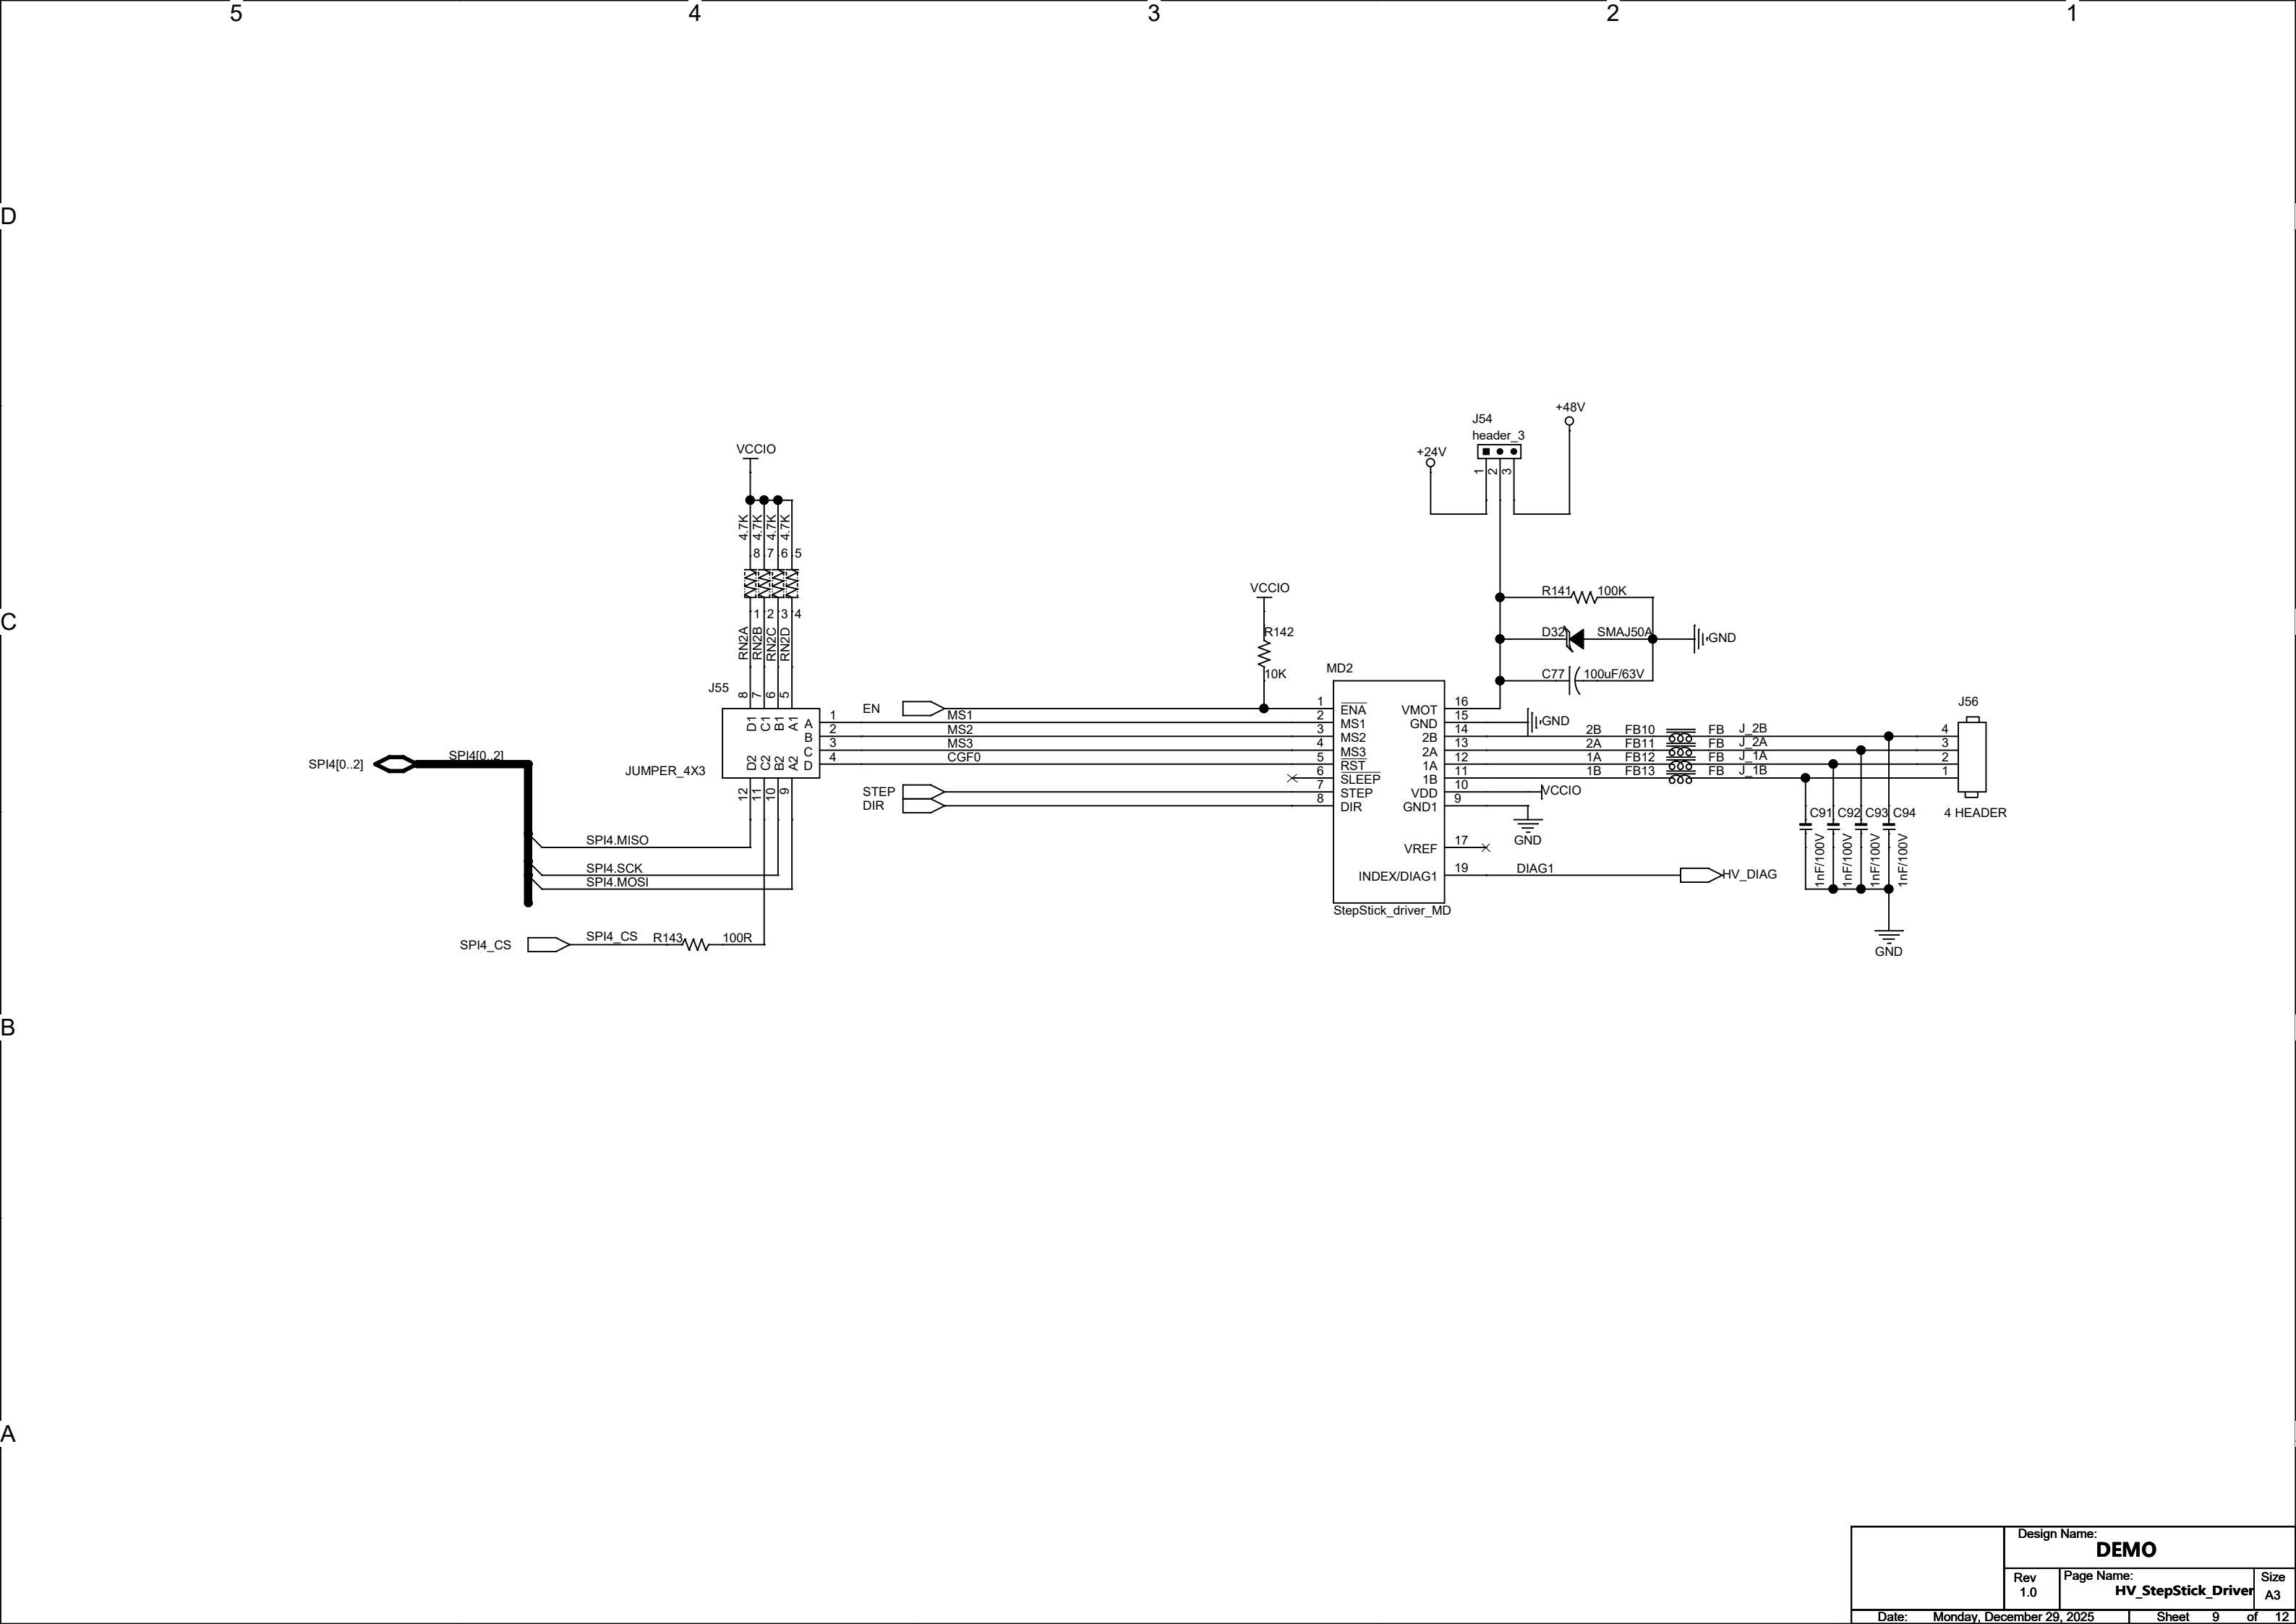 5 4 3 2 1
D
C
B
A
+48V
J54
header_3
+24V
1 2 3
VCCIO
4.7K 4.7K 4.7K 4.7K
8 7 6 5
1 2 3 4
RN2A RN2B RN2C RN2D
VCCIO
R142
10K
R141 100K
D32 SMAJ50A
GND
C77 100uF/63V
J55
8 7 6 5
D1 C1 B1 A1
A 1
B 2
C 3
D 4
D2 C2 B2 A2
12 11 10 9
JUMPER_4X3
EN
MS1
MS2
MS3
CGF0
STEP
DIR
MD2
1 ENA
2 MS1
3 MS2
4 MS3
5 RST
6 SLEEP
7 STEP
8 DIR
VMOT 16
GND 15
2B 14
2A 13
1A 12
1B 11
VDD 10
GND1 9
VREF 17
INDEX/DIAG1 19
StepStick_driver_MD
GND
2B FB10 FB J_2B
2A FB11 FB J_2A
1A FB12 FB J_1A
1B FB13 FB J_1B
VCCIO
GND
DIAG1
HV_DIAG
J56
4
3
2
1
4 HEADER
C91 C92 C93 C94
1nF/100V 1nF/100V 1nF/100V 1nF/100V
GND
SPI4[0..2]
SPI4[0..2]
SPI4.MISO
SPI4.SCK
SPI4.MOSI
SPI4_CS
SPI4_CS R143 100R
Design Name:
DEMO
Rev
1.0
Page Name:
HV_StepStick_Driver
Size
A3
Date: Monday, December 29, 2025 Sheet 9 of 12